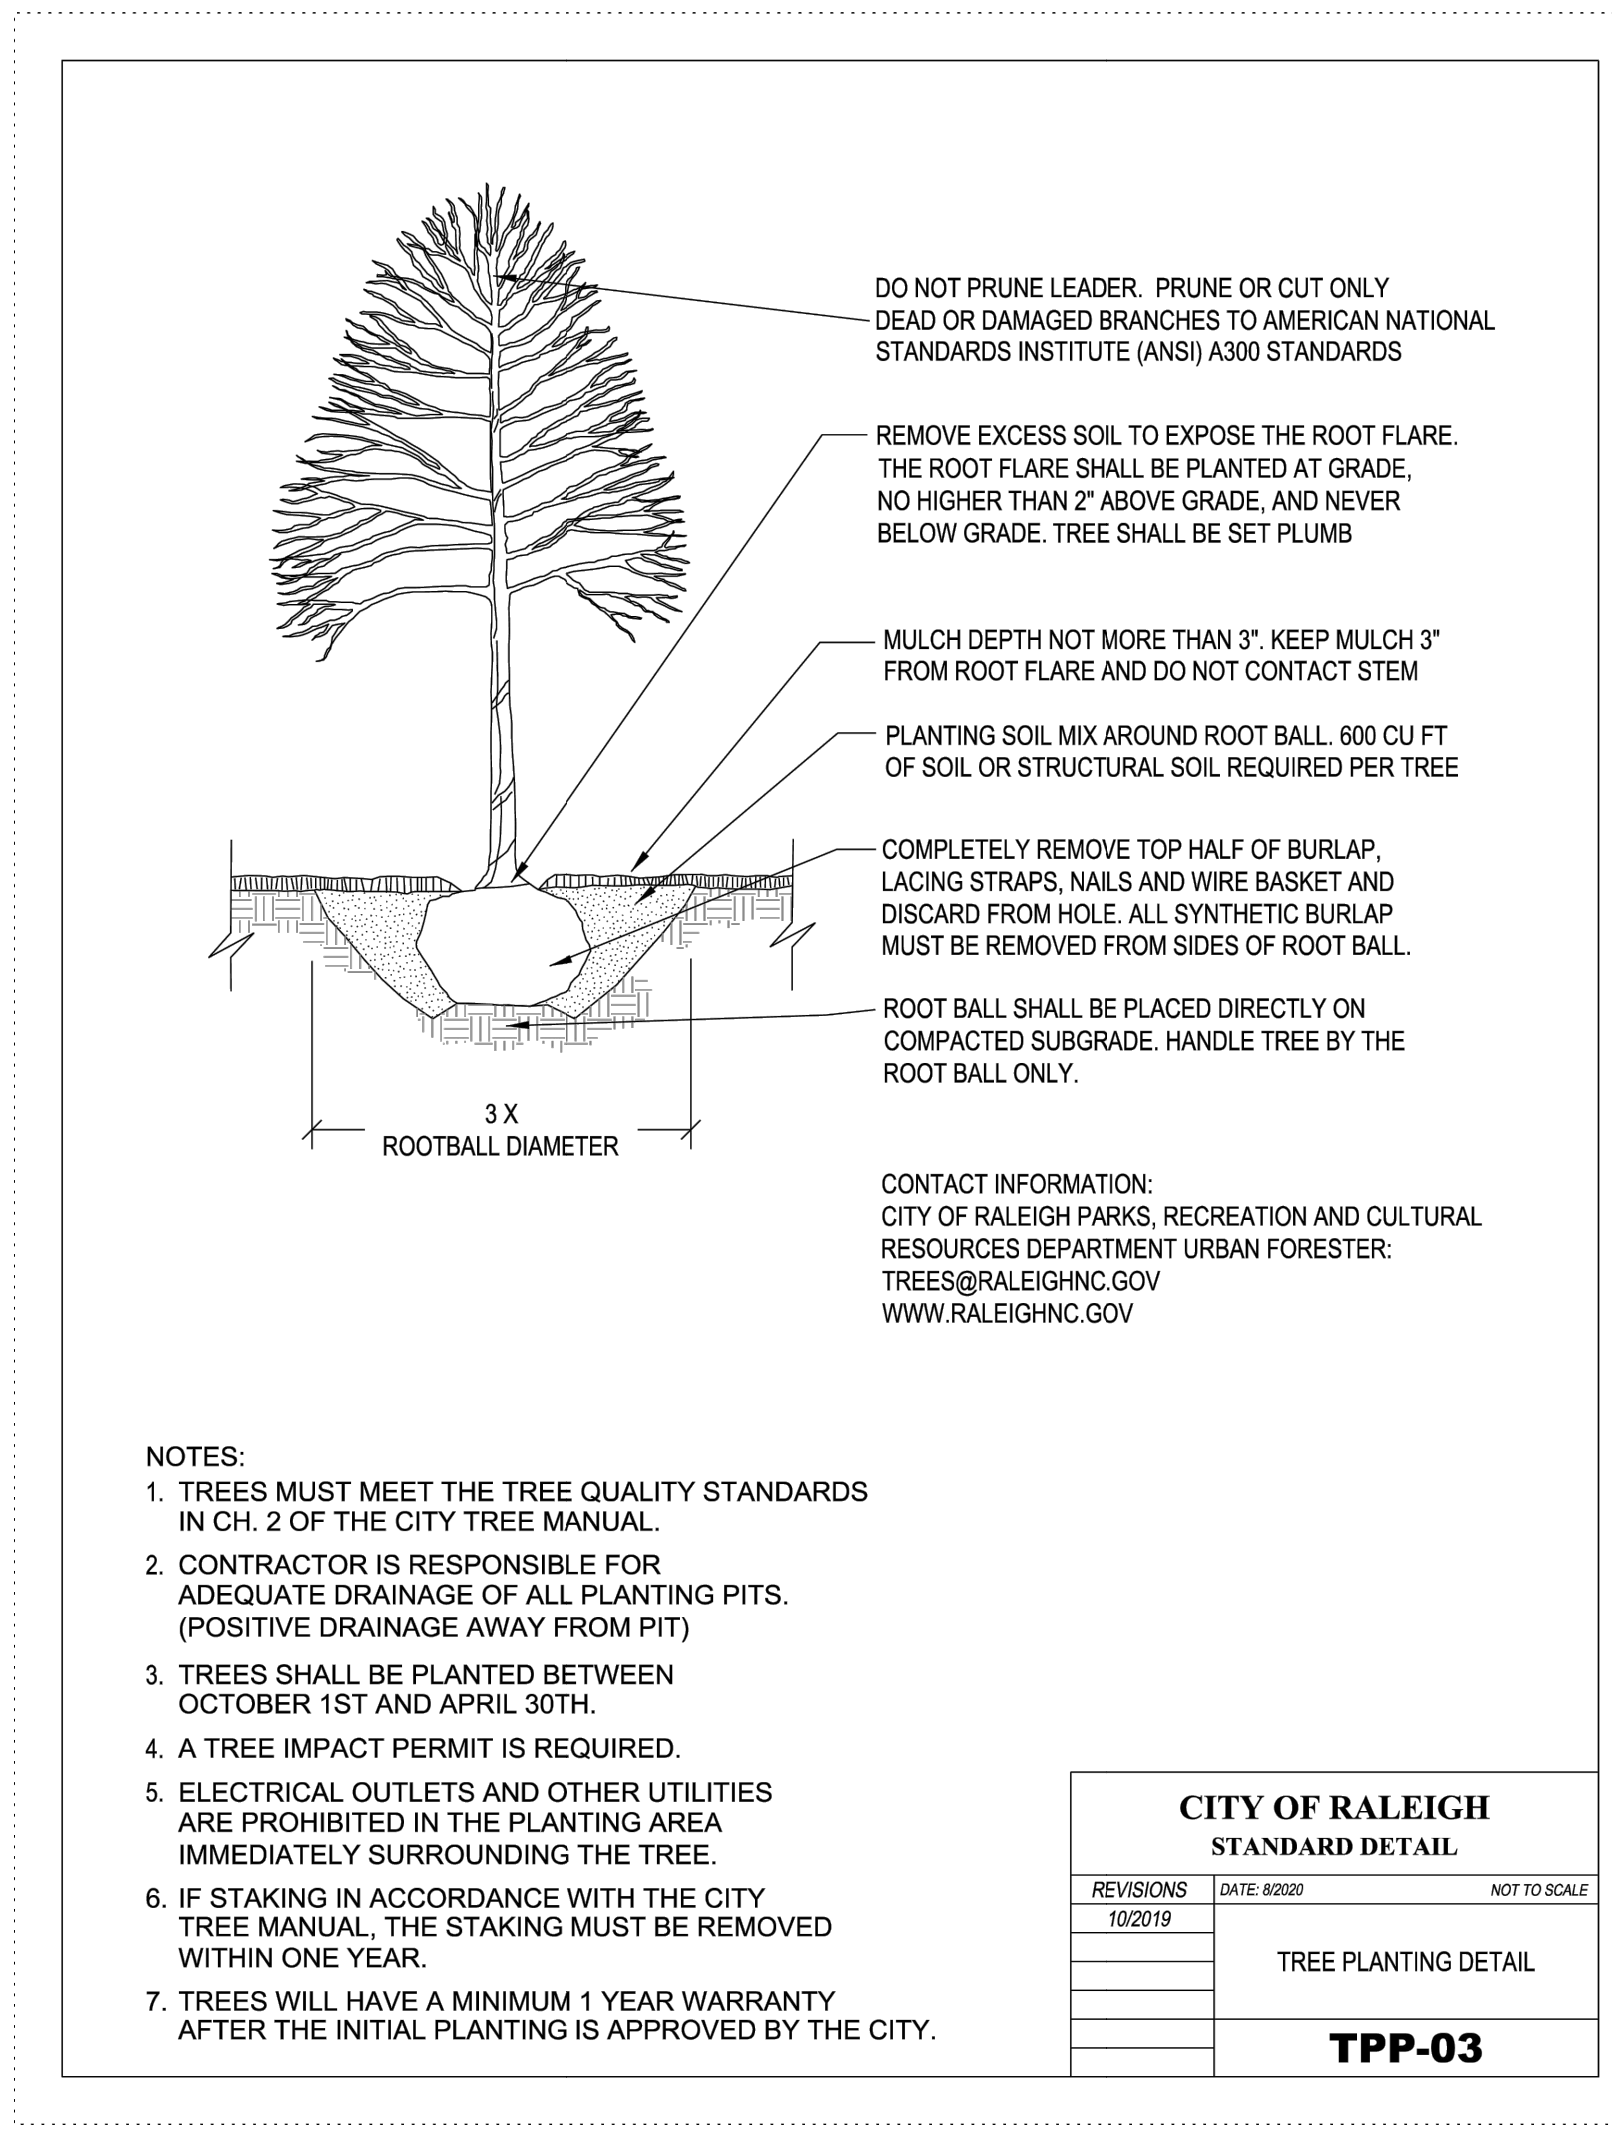 DO NOT PRUNE LEADER. PRUNE OR CUT ONLY
DEAD OR DAMAGED BRANCHES TO AMERICAN NATIONAL
STANDARDS INSTITUTE (ANSI) A300 STANDARDS
REMOVE EXCESS SOIL TO EXPOSE THE ROOT FLARE.
THE ROOT FLARE SHALL BE PLANTED AT GRADE,
NO HIGHER THAN 2" ABOVE GRADE, AND NEVER
BELOW GRADE. TREE SHALL BE SET PLUMB
MULCH DEPTH NOT MORE THAN 3". KEEP MULCH 3"
FROM ROOT FLARE AND DO NOT CONTACT STEM
PLANTING SOIL MIX AROUND ROOT BALL. 600 CU FT
OF SOIL OR STRUCTURAL SOIL REQUIRED PER TREE
COMPLETELY REMOVE TOP HALF OF BURLAP,
LACING STRAPS, NAILS AND WIRE BASKET AND
DISCARD FROM HOLE. ALL SYNTHETIC BURLAP
MUST BE REMOVED FROM SIDES OF ROOT BALL.
ROOT BALL SHALL BE PLACED DIRECTLY ON
COMPACTED SUBGRADE. HANDLE TREE BY THE
ROOT BALL ONLY.
3 X
ROOTBALL DIAMETER
CONTACT INFORMATION:
CITY OF RALEIGH PARKS, RECREATION AND CULTURAL
RESOURCES DEPARTMENT URBAN FORESTER:
TREES@RALEIGHNC.GOV
WWW.RALEIGHNC.GOV
NOTES:
1. TREES MUST MEET THE TREE QUALITY STANDARDS
IN CH. 2 OF THE CITY TREE MANUAL.
2. CONTRACTOR IS RESPONSIBLE FOR
ADEQUATE DRAINAGE OF ALL PLANTING PITS.
(POSITIVE DRAINAGE AWAY FROM PIT)
3. TREES SHALL BE PLANTED BETWEEN
OCTOBER 1ST AND APRIL 30TH.
4. A TREE IMPACT PERMIT IS REQUIRED.
5. ELECTRICAL OUTLETS AND OTHER UTILITIES
ARE PROHIBITED IN THE PLANTING AREA
IMMEDIATELY SURROUNDING THE TREE.
6. IF STAKING IN ACCORDANCE WITH THE CITY
TREE MANUAL, THE STAKING MUST BE REMOVED
WITHIN ONE YEAR.
7. TREES WILL HAVE A MINIMUM 1 YEAR WARRANTY
AFTER THE INITIAL PLANTING IS APPROVED BY THE CITY.
CITY OF RALEIGH
STANDARD DETAIL
REVISIONS
DATE: 8/2020
NOT TO SCALE
10/2019
TREE PLANTING DETAIL
TPP-03